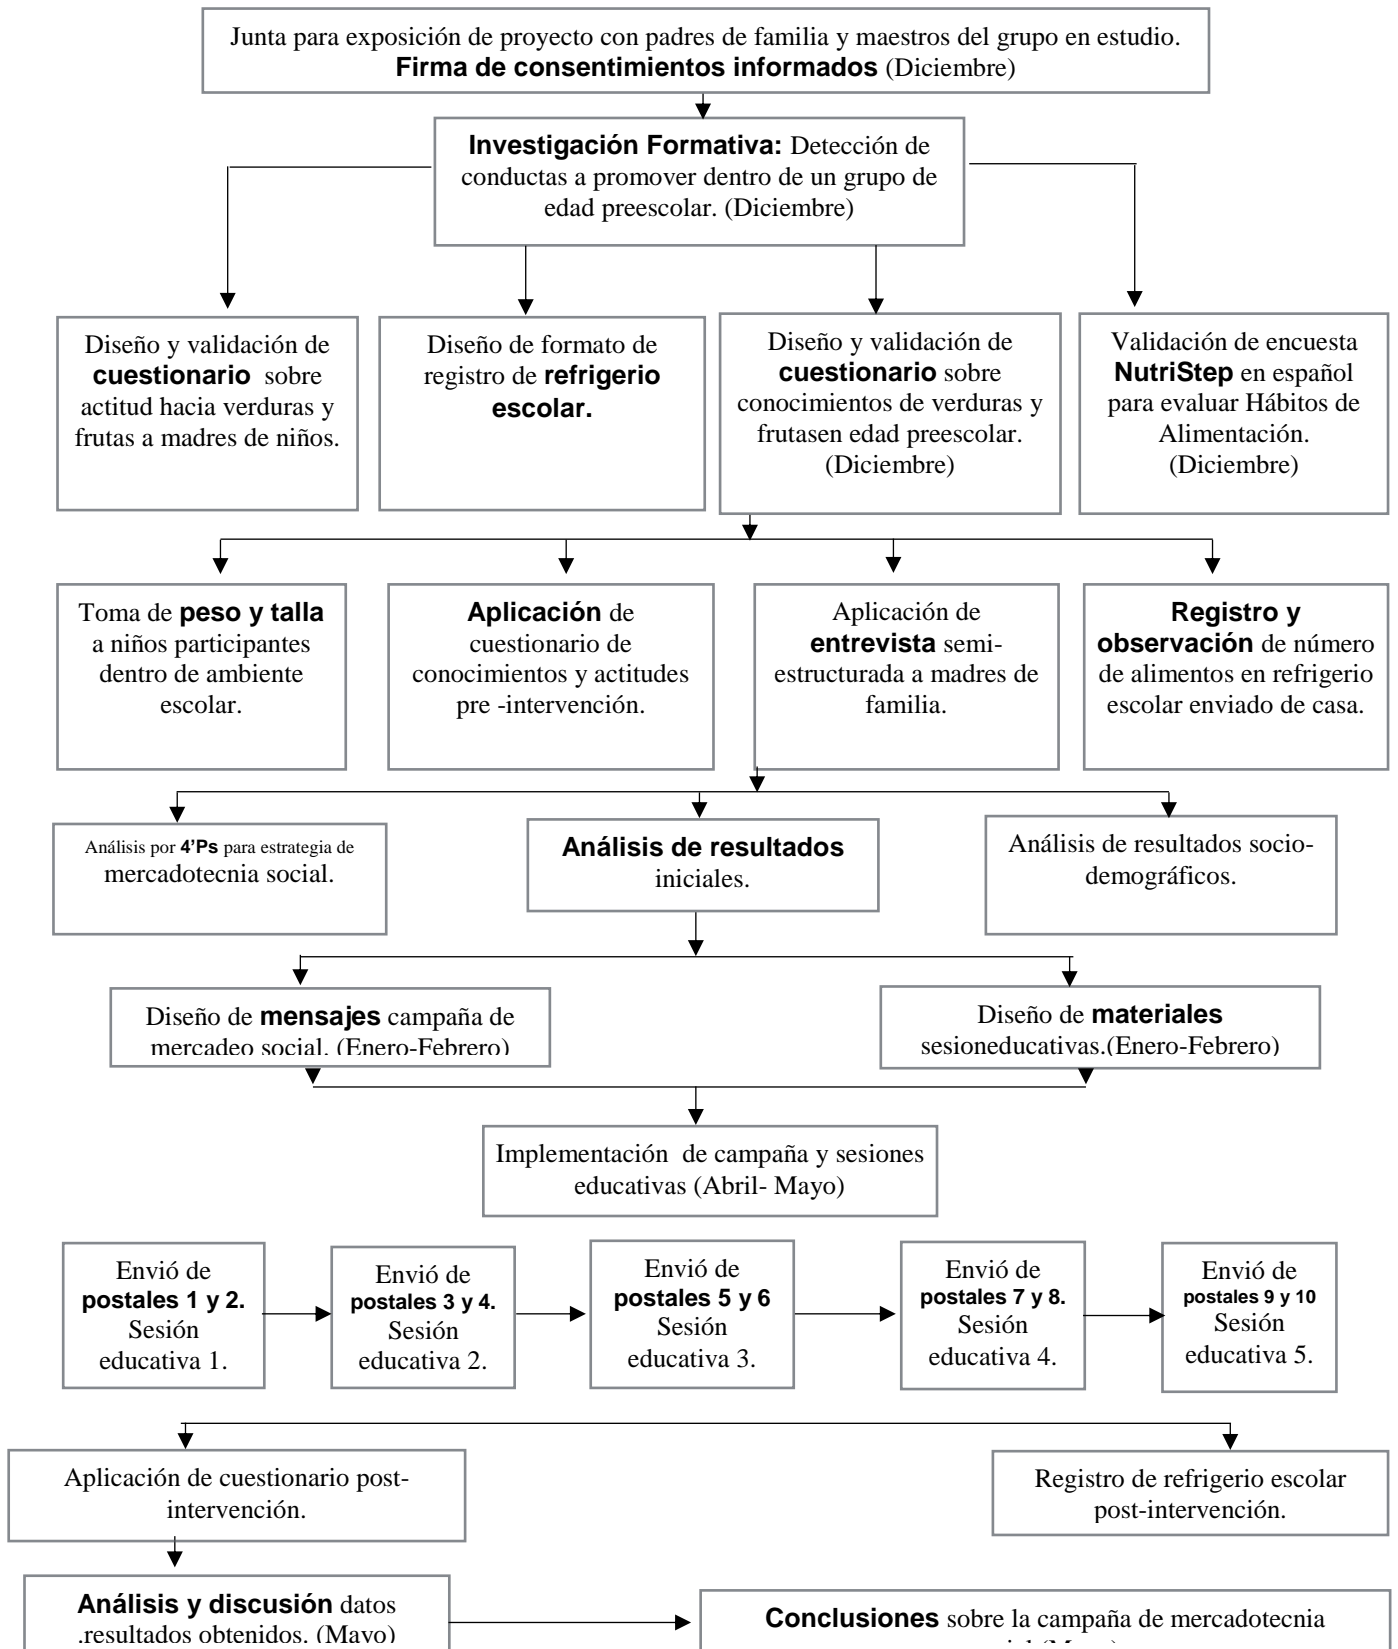 Junta para exposición de proyecto con padres de familia y maestros del grupo en estudio.
Firma de consentimientos informados (Diciembre)
Investigación Formativa: Detección de
conductas a promover dentro de un grupo de
edad preescolar. (Diciembre)
Diseño y validación de
cuestionario sobre
actitud hacia verduras y
frutas a madres de niños.
Diseño de formato de
registro de refrigerio
escolar.
Diseño y validación de
cuestionario sobre
conocimientos de verduras y
frutasen edad preescolar.
(Diciembre)
Validación de encuesta
NutriStep en español
para evaluar Hábitos de
Alimentación.
(Diciembre)
Toma de peso y talla
a niños participantes
dentro de ambiente
escolar.
Aplicación de
cuestionario de
conocimientos y actitudes
pre -intervención.
Aplicación de
entrevista semi-
estructurada a madres de
familia.
Registro y
observación de número
de alimentos en refrigerio
escolar enviado de casa.
Análisis por 4'Ps para estrategia de
mercadotecnia social.
Análisis de resultados
iniciales.
Análisis de resultados socio-
demográficos.
Diseño de mensajes campaña de
mercadeo social. (Enero-Febrero)
Diseño de materiales
sesioneducativas.(Enero-Febrero)
Implementación de campaña y sesiones
educativas (Abril- Mayo)
Envió de
postales 1 y 2.
Sesión
educativa 1.
Envió de
postales 3 y 4.
Sesión
educativa 2.
Envió de
postales 5 y 6
Sesión
educativa 3.
Envió de
postales 7 y 8.
Sesión
educativa 4.
Envió de
postales 9 y 10
Sesión
educativa 5.
Aplicación de cuestionario post-
intervención.
Registro de refrigerio escolar
post-intervención.
Análisis y discusión datos
.resultados obtenidos. (Mayo)
Conclusiones sobre la campaña de mercadotecnia